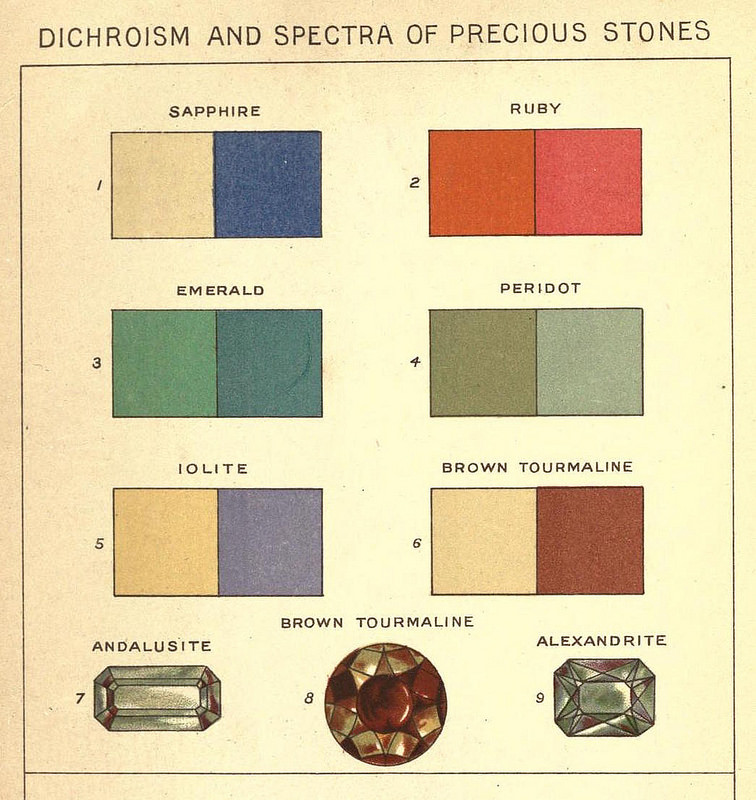 DICHROISM AND SPECTRA OF PRECIOUS STONES
SAPPHIRE
1
RUBY
2
EMERALD
3
PERIDOT
4
IOLITE
5
BROWN TOURMALINE
6
ANDALUSITE
7
BROWN TOURMALINE
8
ALEXANDRITE
9